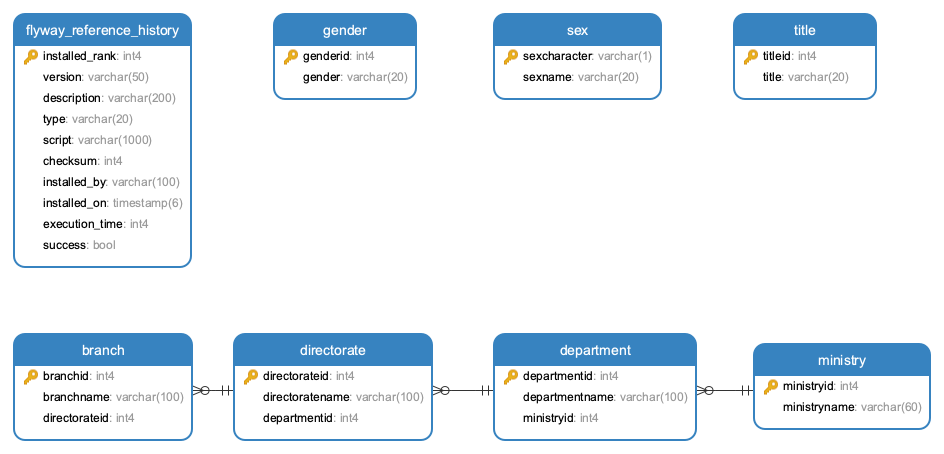 flyway_reference_history
installed_rank: int4
version: varchar(50)
description: varchar(200)
type: varchar(20)
script: varchar(1000)
checksum: int4
installed_by: varchar(100)
installed_on: timestamp(6)
execution_time: int4
success: bool
gender
genderid: int4
gender: varchar(20)
sex
sexcharacter: varchar(1)
sexname: varchar(20)
title
titleid: int4
title: varchar(20)
branch
branchid: int4
branchname: varchar(100)
directorateid: int4
directorate
directorateid: int4
directoratename: varchar(100)
departmentid: int4
department
departmentid: int4
departmentname: varchar(100)
ministryid: int4
ministry
ministryid: int4
ministryname: varchar(60)